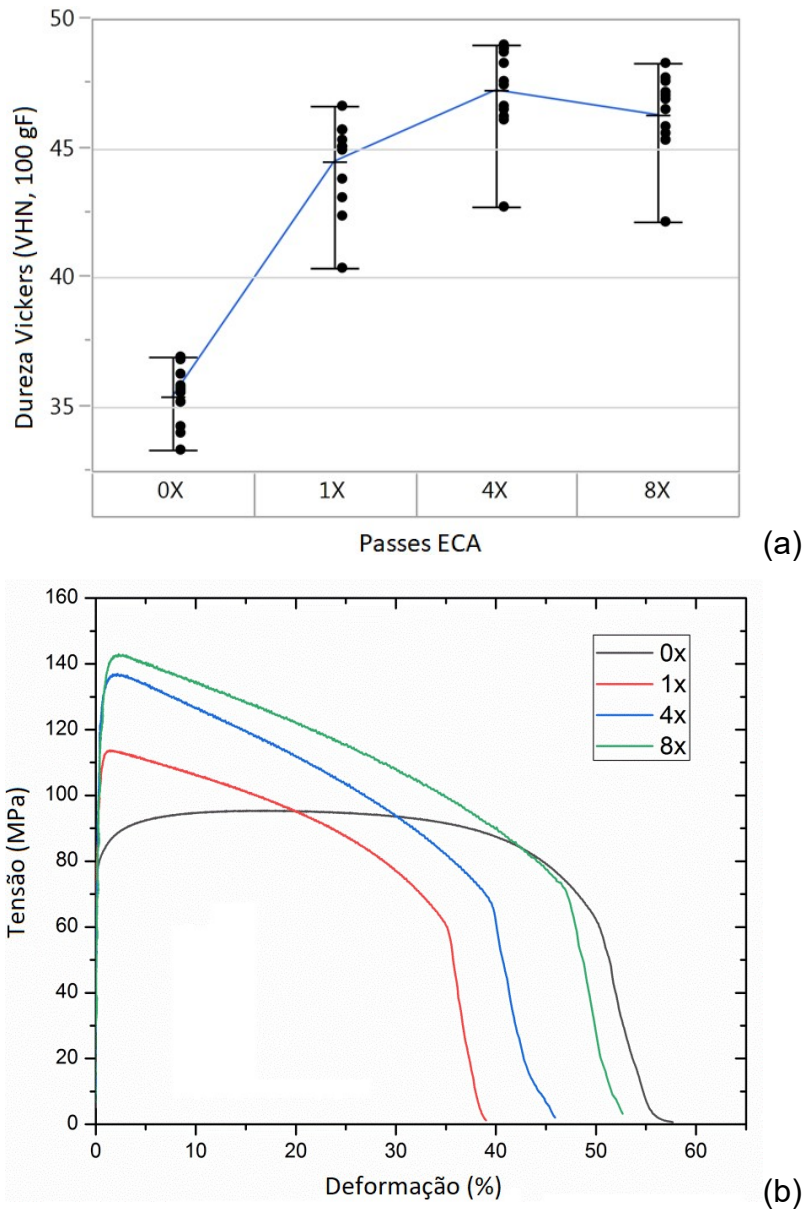 50
45
40
35
Dureza Vickers (VHN, 100 gF)
0X 1X 4X 8X
Passes ECA
(a)
160
140
120
100
80
60
40
20
0
Tensão (MPa)
0x
1x
4x
8x
0 10 20 30 40 50 60
Deformação (%)
(b)